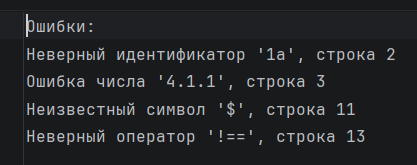 Ошибки:
Неверный идентификатор '1a', строка 2
Ошибка числа '4.1.1', строка 3
Неизвестный символ '$', строка 11
Неверный оператор '!==', строка 13